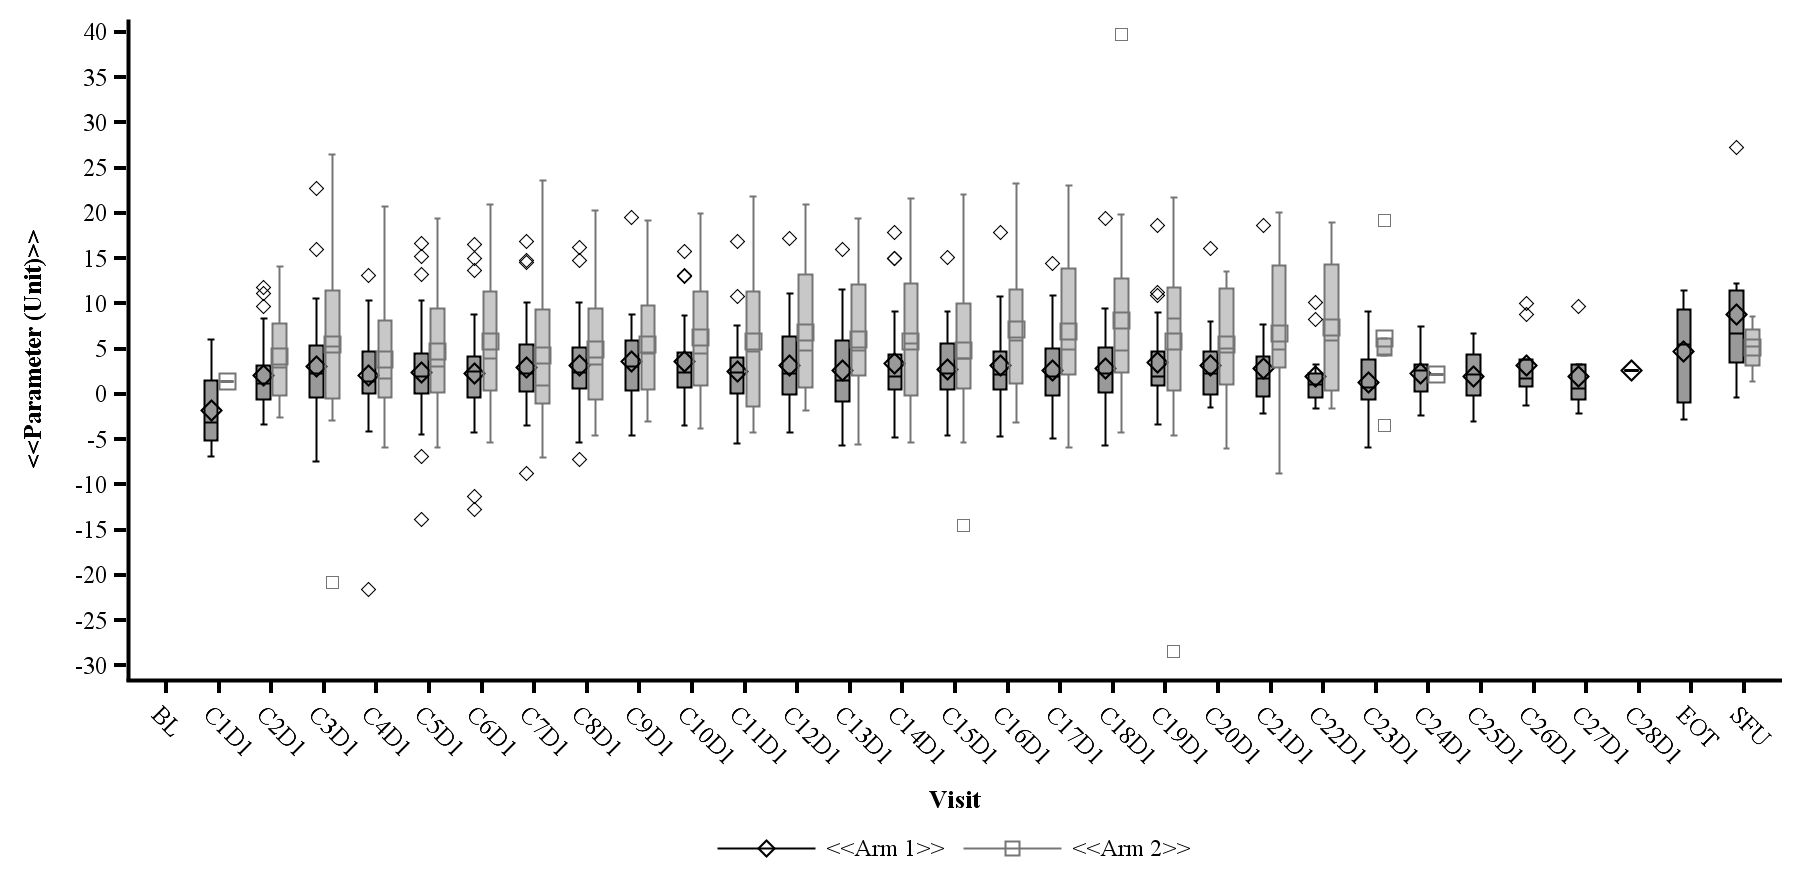 40
35
30
25
20
15
10
5
0
-5
-10
-15
-20
-25
-30
<<Parameter (Unit)>>
BL
C1D1
C2D1
C3D1
C4D1
C5D1
C6D1
C7D1
C8D1
C9D1
C10D1
C11D1
C12D1
C13D1
C14D1
C15D1
C16D1
C17D1
C18D1
C19D1
C20D1
C21D1
C22D1
C23D1
C24D1
C25D1
C26D1
C27D1
C28D1
EOT
SFU
Visit
<<Arm 1>> <<Arm 2>>